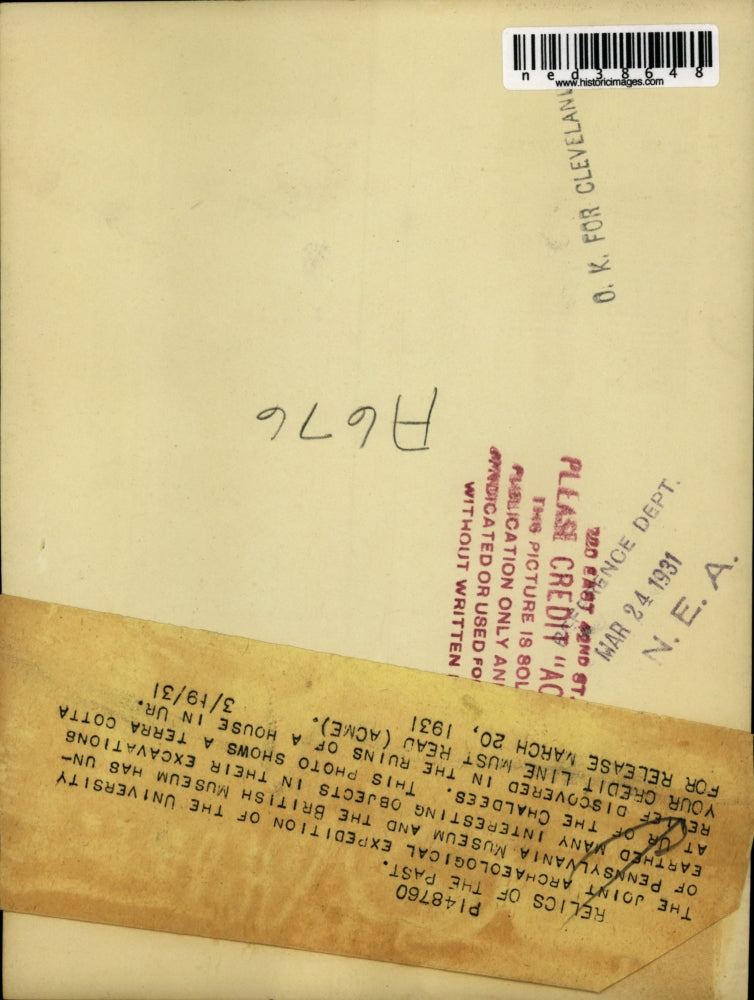 ned38648
www.historicimages.com
O. K. FOR CLEVELAND
A676
220 EAST 42ND ST.
PLEASE CREDIT "AC
THIS PICTURE IS SOL
PUBLICATION ONLY AN
SYNDICATED OR USED FO
WITHOUT WRITTEN
REFERENCE DEPT.
MAR 24 1931
N. E. A.
P148760
RELICS OF THE PAST.
THE JOINT ARCHAEOLOGICAL EXPEDITION OF THE UNIVERSITY
OF PENNSYLVANIA MUSEUM AND THE BRITISH MUSEUM HAS UN-
EARTHED MANY INTERESTING OBJECTS IN THEIR EXCAVATIONS
AT UR OF THE CHALDEES. THIS PHOTO SHOWS A TERRA COTTA
RELIEF DISCOVERED IN THE RUINS OF A HOUSE IN UR.
YOUR CREDIT LINE MUST READ (ACME). 3/19/31
FOR RELEASE MARCH 20, 1931